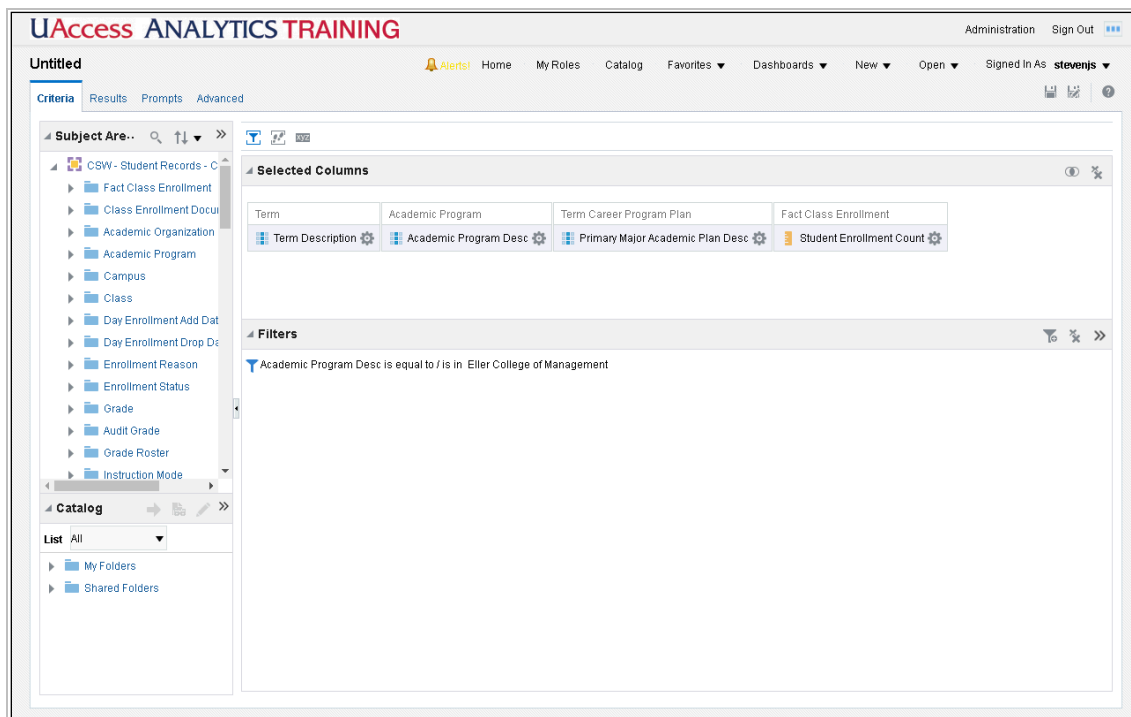 UACCESS ANALYTICS TRAINING
Administration Sign Out
Untitled
Alerts! Home My Roles Catalog Favorites Dashboards New Open Signed In As stevenjs
Criteria Results Prompts Advanced
Subject Are..
xyz
CSW - Student Records - C
Fact Class Enrollment
Class Enrollment Docu
Academic Organization
Academic Program
Campus
Class
Day Enrollment Add Dat
Day Enrollment Drop Da
Enrollment Reason
Enrollment Status
Grade
Audit Grade
Grade Roster
Instruction Mode
Catalog
List All
My Folders
Shared Folders
Selected Columns
Term Academic Program Term Career Program Plan Fact Class Enrollment
Term Description Academic Program Desc Primary Major Academic Plan Desc Student Enrollment Count
Filters
Academic Program Desc is equal to / is in Eller College of Management